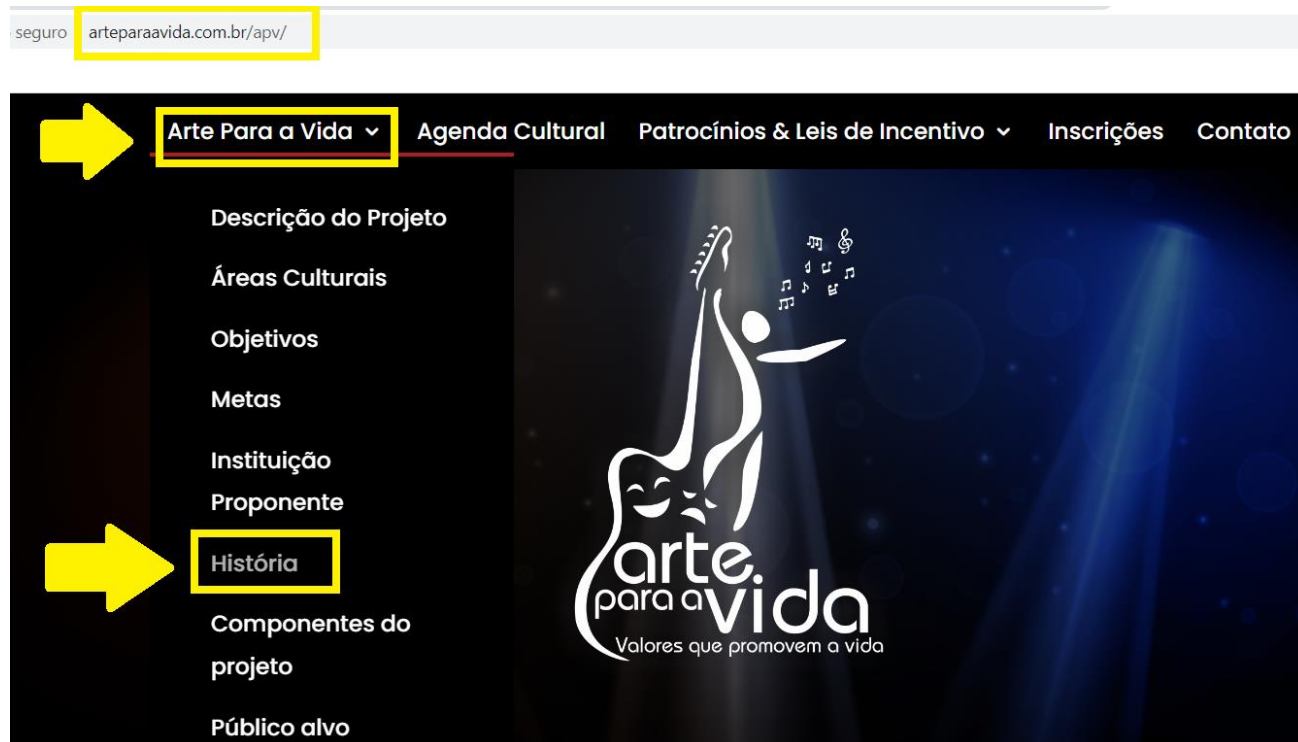 seguro arteparaavida.com.br/apv/
Arte Para a Vida Agenda Cultural Patrocínios & Leis de Incentivo Inscrições Contato
Descrição do Projeto
Áreas Culturais
Objetivos
Metas
Instituição
Proponente
História
Componentes do
projeto
Público alvo
arte
para a vida
Valores que promovem a vida